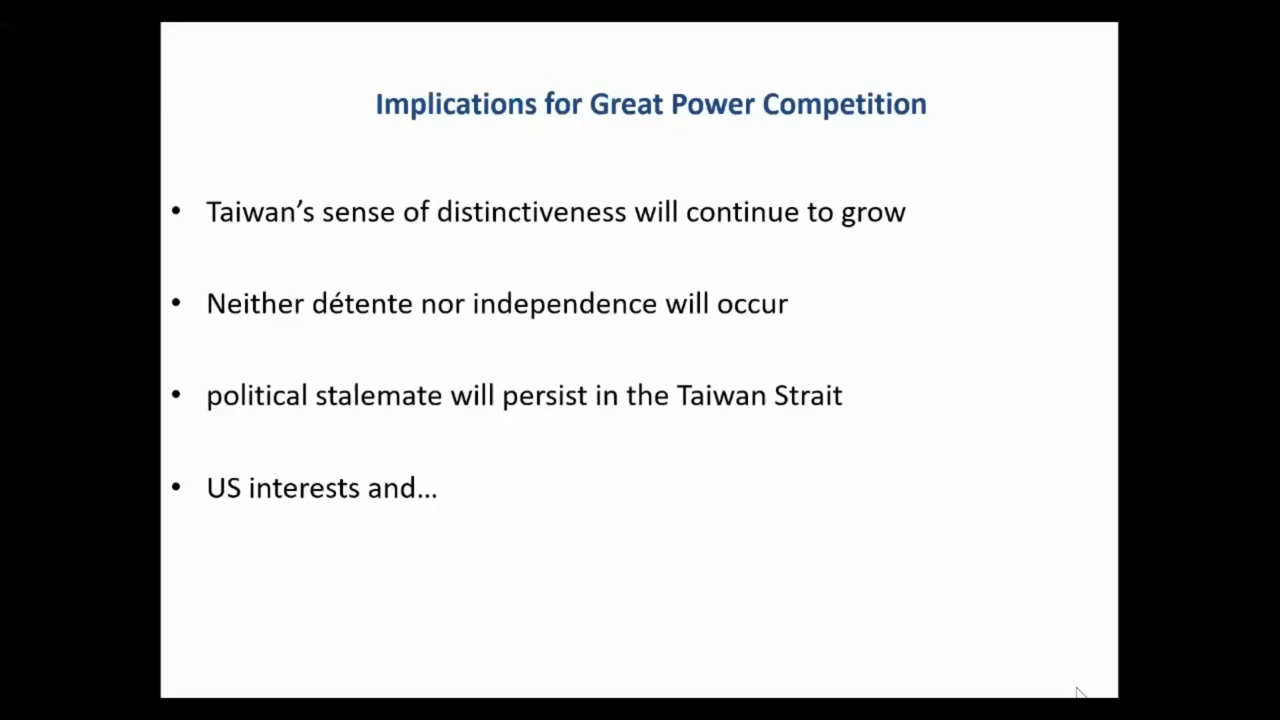 Implications for Great Power Competition
• Taiwan’s sense of distinctiveness will continue to grow
• Neither détente nor independence will occur
• political stalemate will persist in the Taiwan Strait
• US interests and…